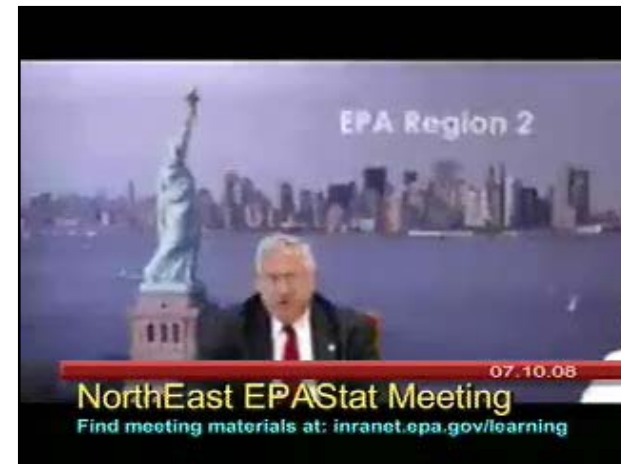 EPA Region 2
07.10.08
NorthEast EPAStat Meeting
Find meeting materials at: inranet.epa.gov/learning